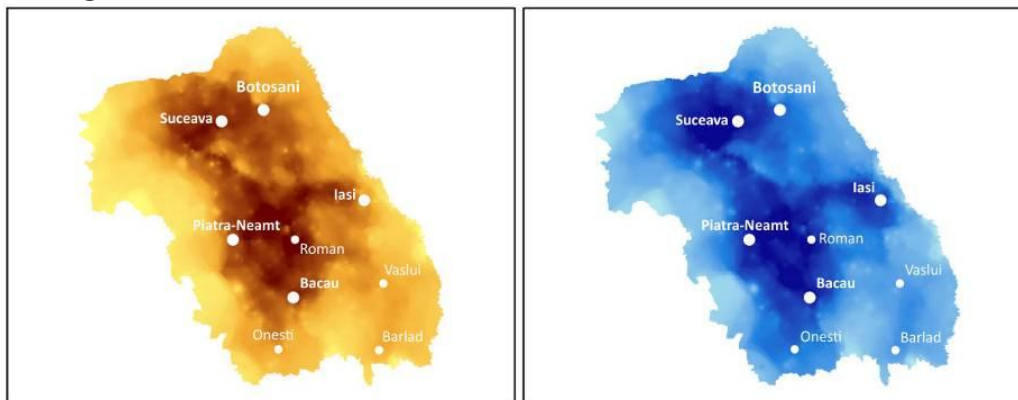 Botosani
Suceava
Iasi
Piatra-Neamt
Roman
Vaslui
Bacau
Onesti
Barlad
Botosani
Suceava
Iasi
Piatra-Neamt
Roman
Vaslui
Bacau
Onesti
Barlad